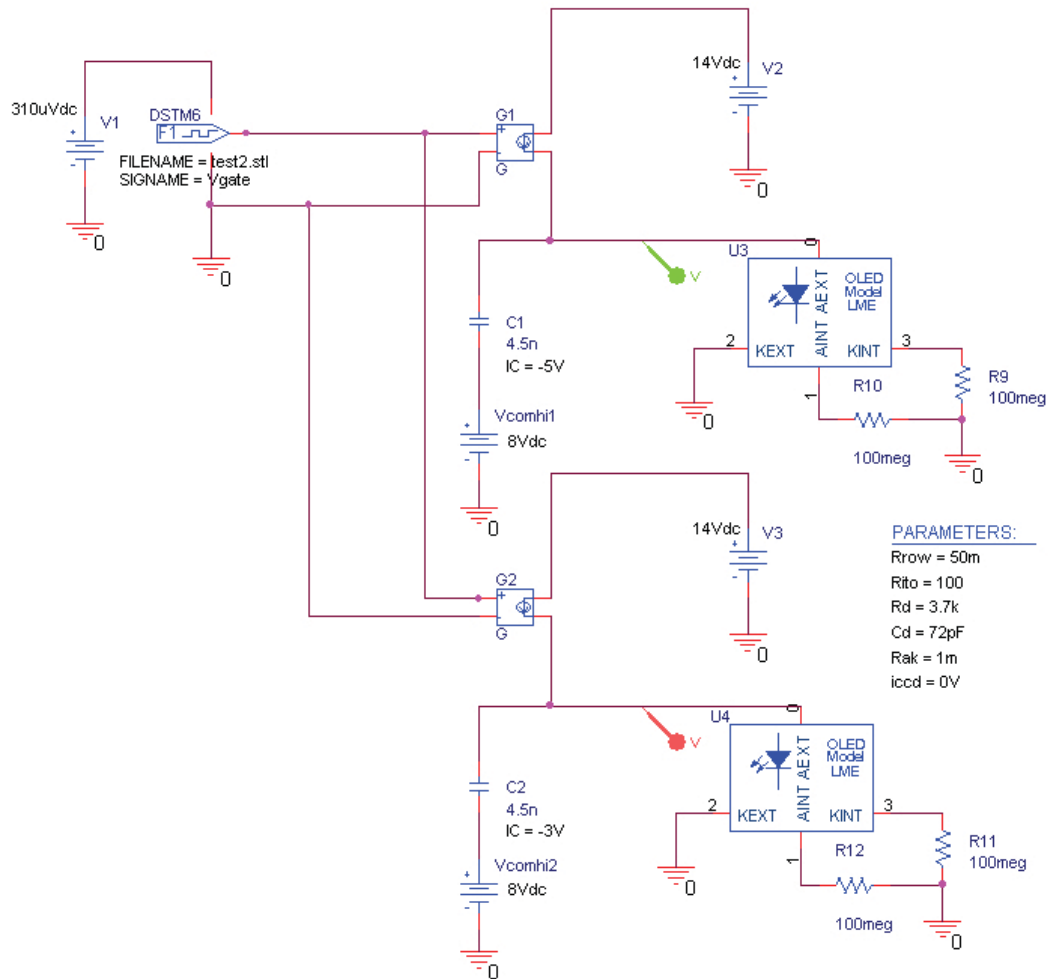 14Vdc
V2
310uVdc
V1
DSTM6
F1
FILENAME = test2.stl
SIGNAME = Vgate
G1
+
-
G
0
0
0
C1
4.5n
IC = -5V
V
U3
0
OLED
Model
LME
AINT AEXT
2
KEXT
KINT
3
1
R10
100meg
R9
100meg
0
0
Vcomhi1
8Vdc
0
14Vdc
V3
G2
+
-
G
0
PARAMETERS:
Rrow = 50m
Rito = 100
Rd = 3.7k
Cd = 72pF
Rak = 1m
iccd = 0V
C2
4.5n
IC = -3V
V
U4
0
OLED
Model
LME
AINT AEXT
2
KEXT
KINT
3
1
R12
100meg
R11
100meg
0
0
Vcomhi2
8Vdc
0